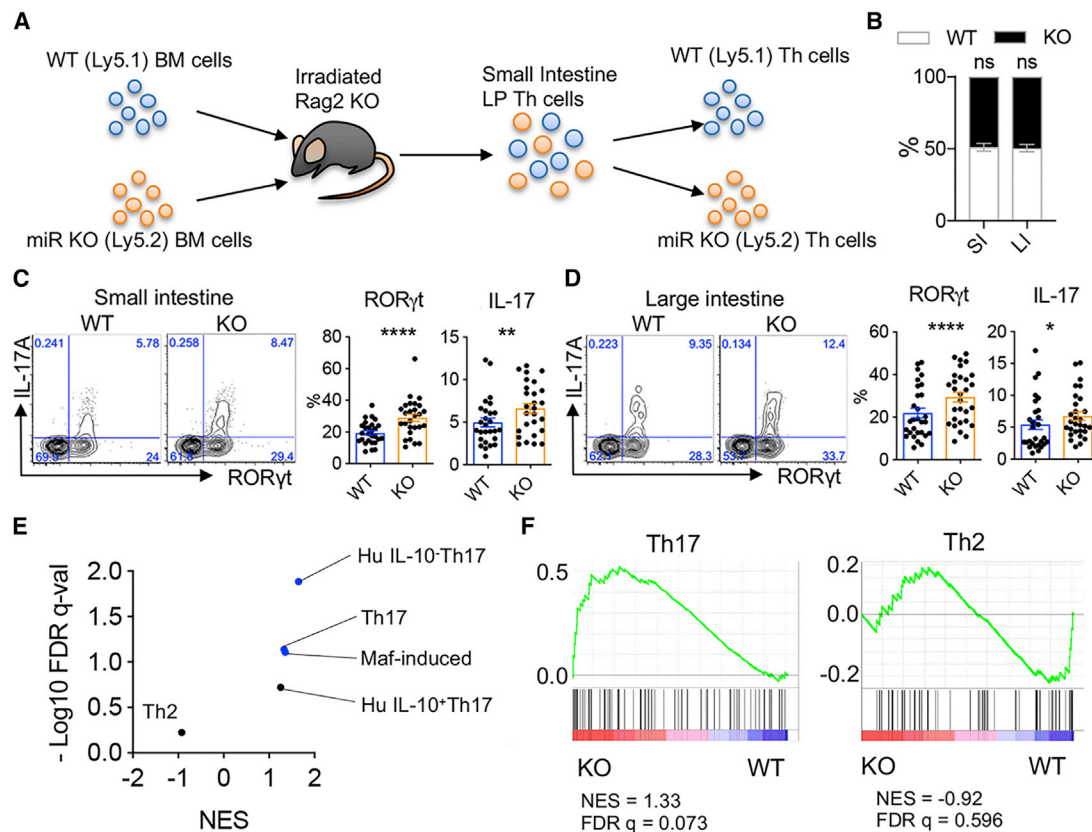 A
WT (Ly5.1) BM cells
miR KO (Ly5.2) BM cells
Irradiated
Rag2 KO
Small Intestine
LP Th cells
WT (Ly5.1) Th cells
miR KO (Ly5.2) Th cells
B
WT KO
ns ns
100
50
0
%
SI LI
C
Small intestine
WT KO
0.241 5.78
0.258 8.47
24
29.4
IL-17A
RORγt
RORγt
****
80
60
40
20
0
%
WT KO
IL-17
**
15
10
5
0
WT KO
D
Large intestine
WT KO
0.223 9.35
0.134 12.4
28.3
33.7
IL-17A
RORγt
RORγt
****
60
40
20
0
%
WT KO
IL-17
*
20
15
10
5
0
WT KO
E
- Log10 FDR q-val
2.0
1.5
1.0
0.5
0.0
-2 -1 0 1 2
NES
Hu IL-10⁻Th17
Th17
Maf-induced
Hu IL-10⁺Th17
Th2
F
Th17
0.5
0.0
KO WT
NES = 1.33
FDR q = 0.073
Th2
0.2
0.0
-0.2
KO WT
NES = -0.92
FDR q = 0.596